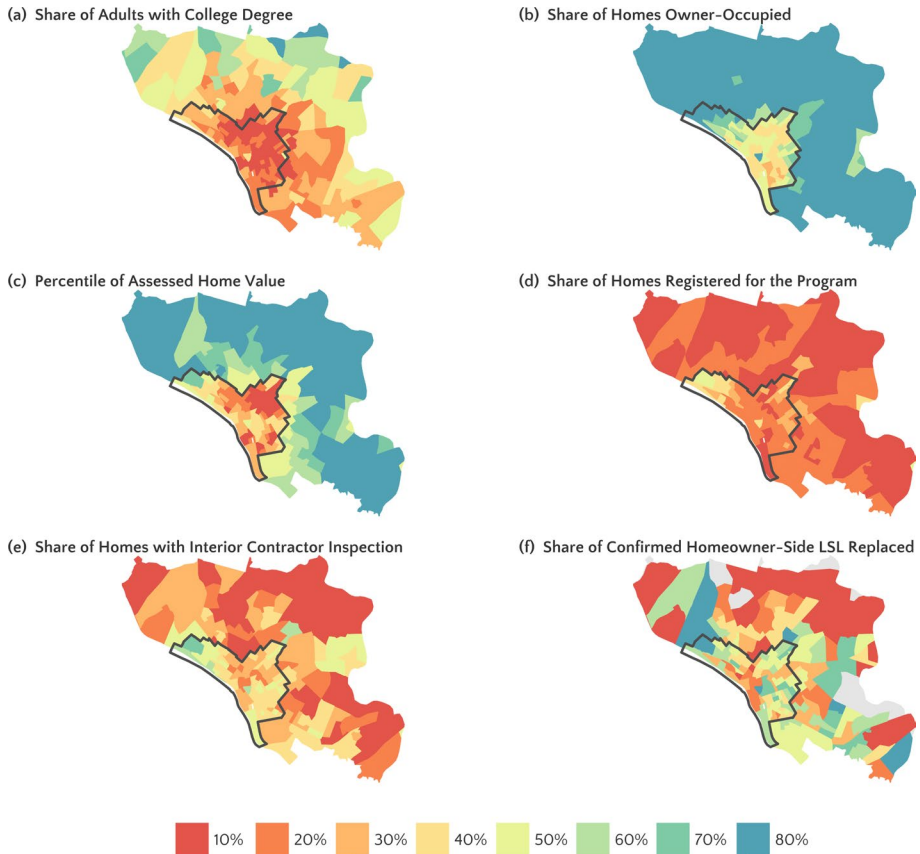 (a) Share of Adults with College Degree
(b) Share of Homes Owner-Occupied
(c) Percentile of Assessed Home Value
(d) Share of Homes Registered for the Program
(e) Share of Homes with Interior Contractor Inspection
(f) Share of Confirmed Homeowner-Side LSL Replaced
10% 20% 30% 40% 50% 60% 70% 80%